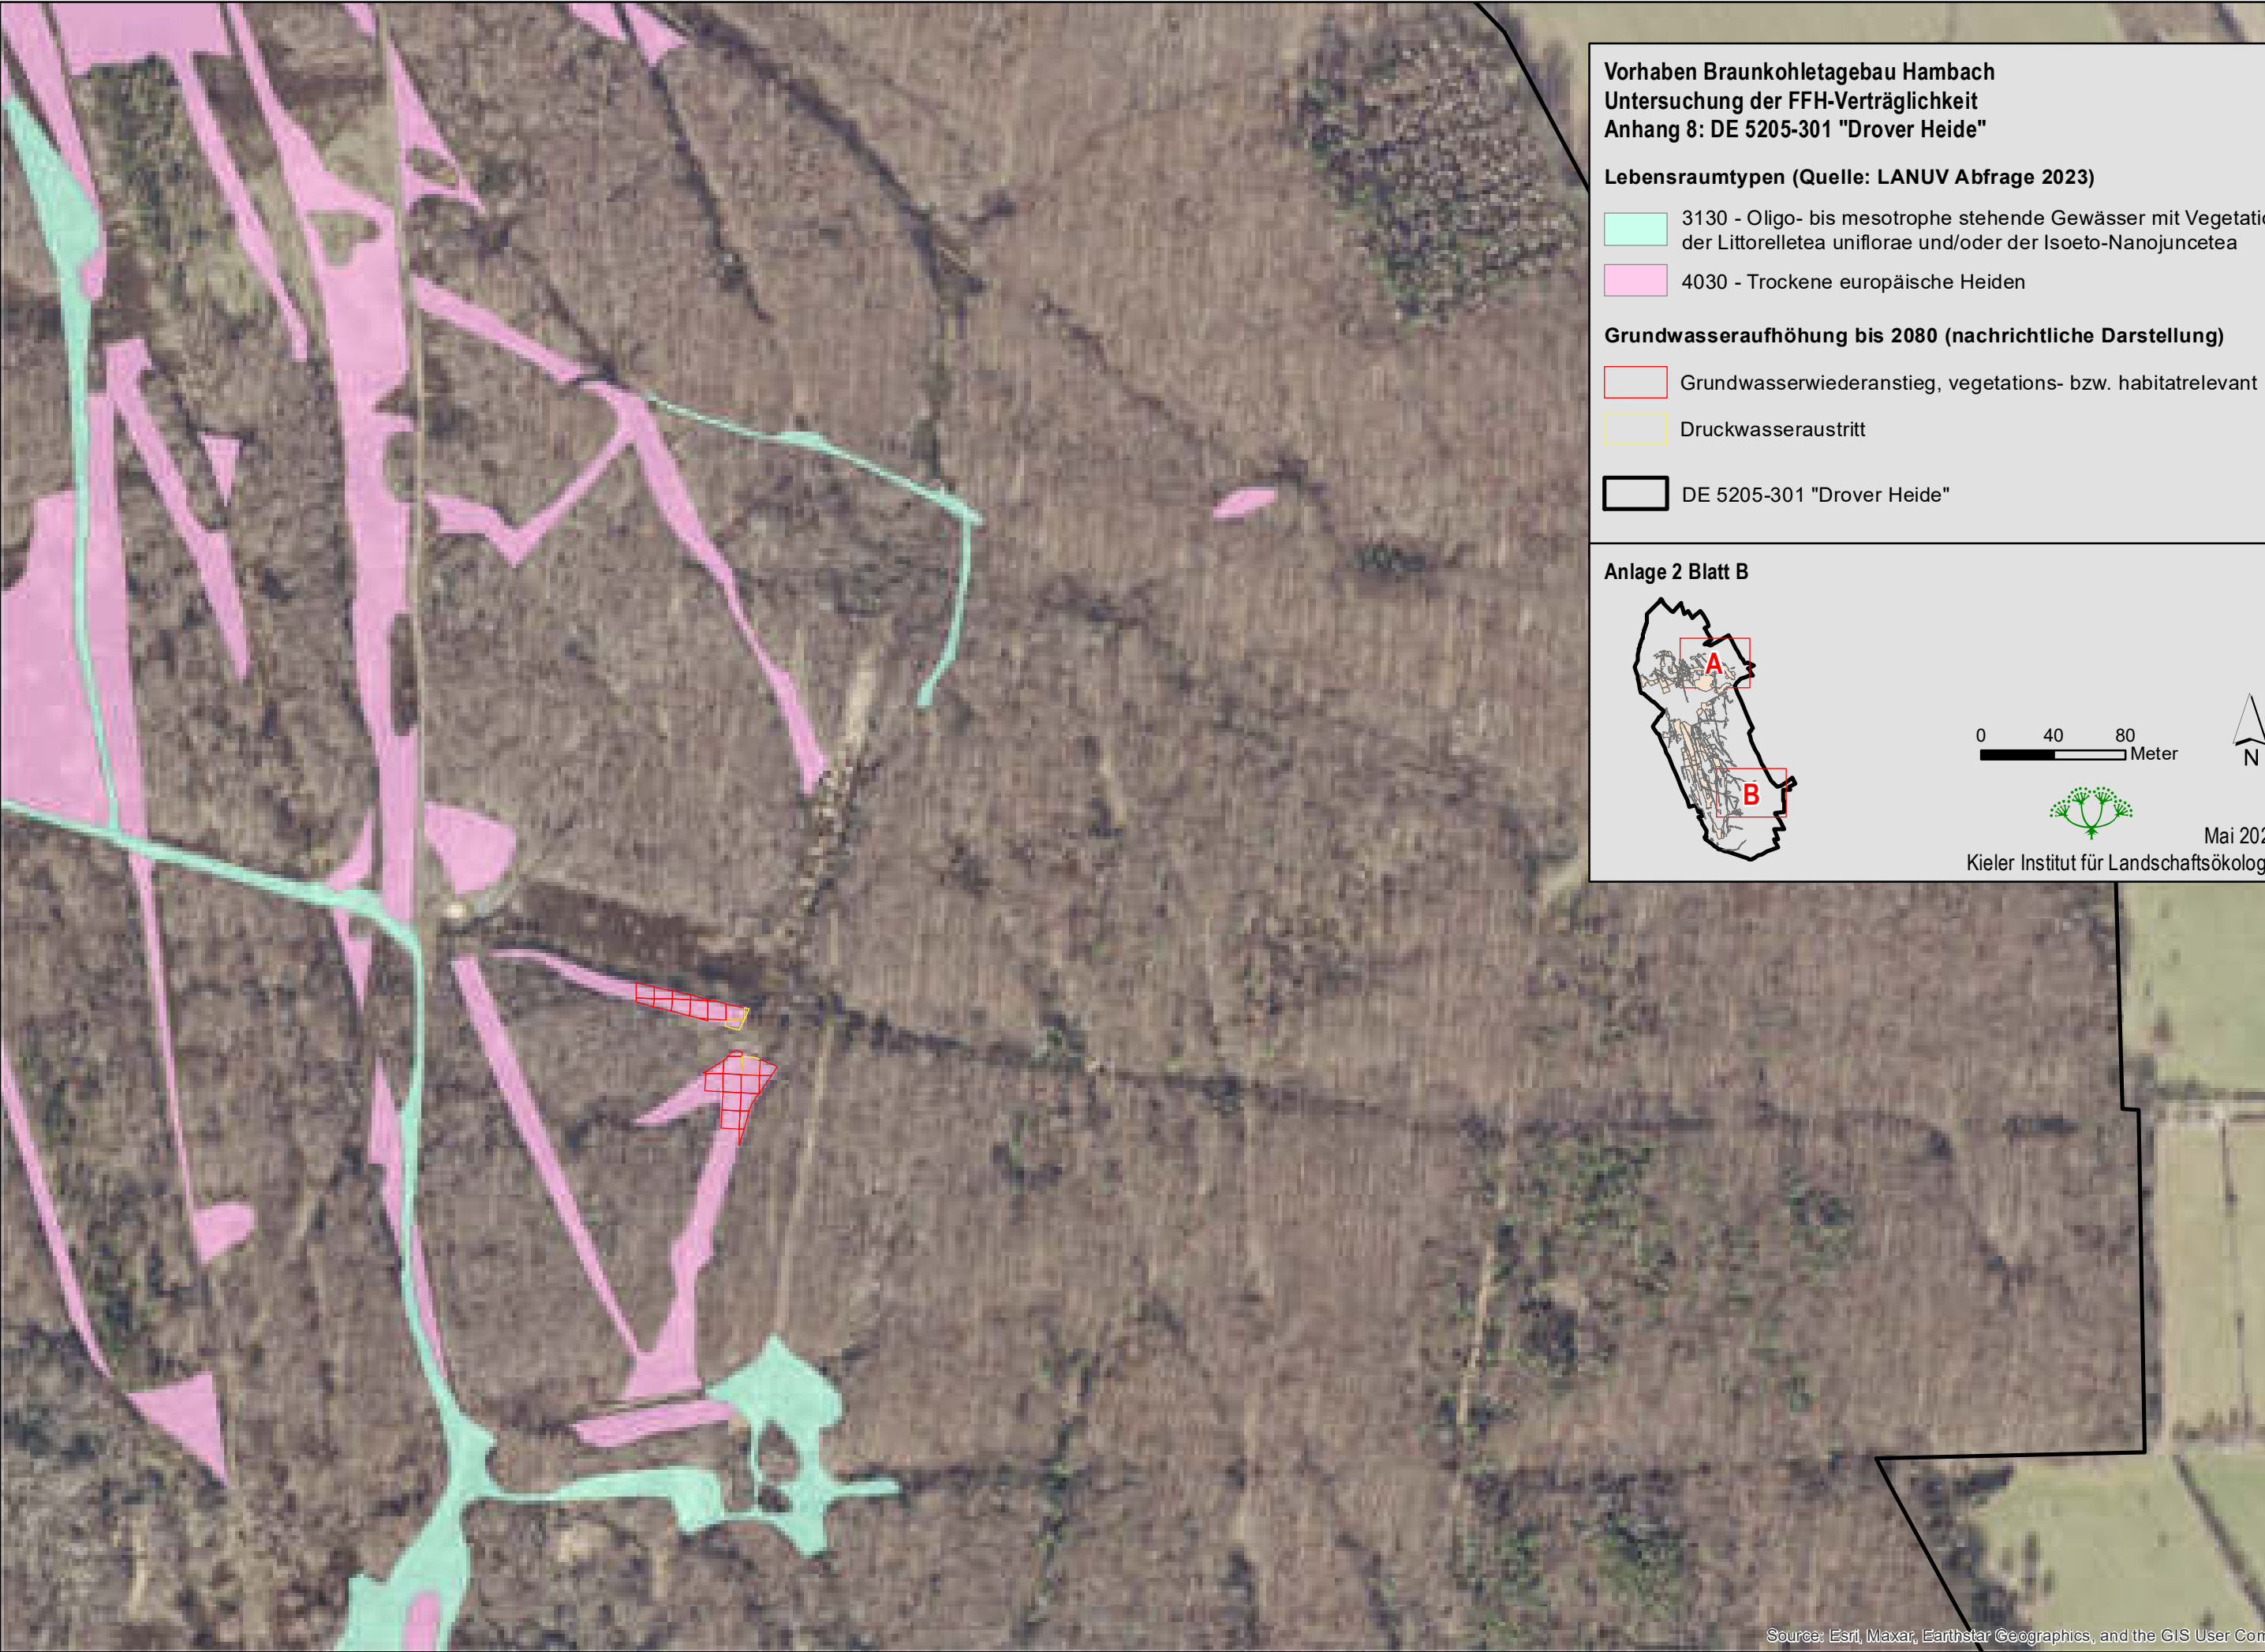 Vorhaben Braunkohletagebau Hambach
Untersuchung der FFH-Verträglichkeit
Anhang 8: DE 5205-301 "Drover Heide"
Lebensraumtypen (Quelle: LANUV Abfrage 2023)
3130 - Oligo- bis mesotrophe stehende Gewässer mit Vegetatio
der Littorelletea uniflorae und/oder der Isoeto-Nanojuncetea
4030 - Trockene europäische Heiden
Grundwasseraufhöhung bis 2080 (nachrichtliche Darstellung)
Grundwasserwiederanstieg, vegetations- bzw. habitatrelevant
Druckwasseraustritt
DE 5205-301 "Drover Heide"
Anlage 2 Blatt B
A
B
0 40 80
Meter
N
Mai 202
Kieler Institut für Landschaftsökolog
Source: Esri, Maxar, Earthstar Geographics, and the GIS User Com